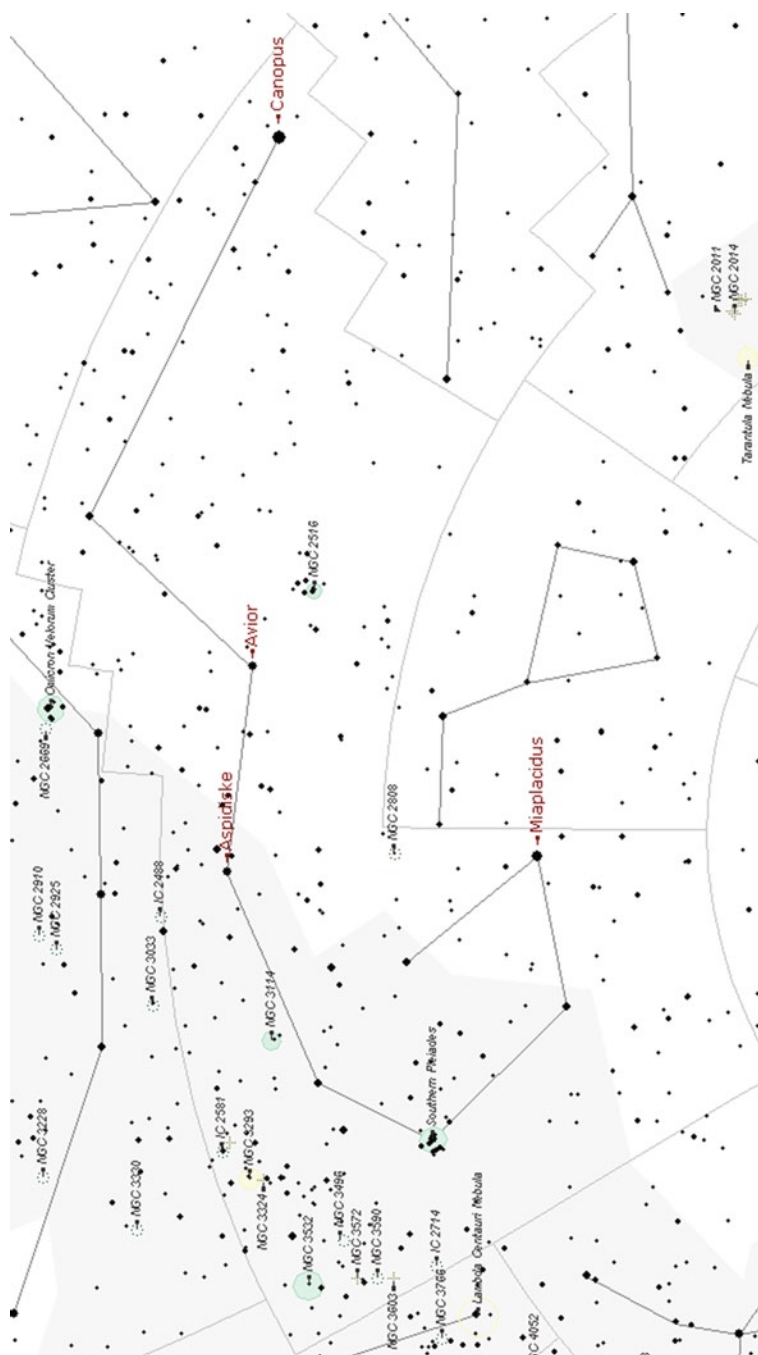 Canopus
NGC 2011
NGC 2014
Tarantula Nebula
NGC 2516
Omicron Velorum Cluster
NGC 2669
Avior
Aspidiske
NGC 2808
Miaplacidus
NGC 2910
NGC 2925
IC 2488
NGC 3033
NGC 3114
Southern Pleiades
NGC 3228
NGC 3330
IC 2581
NGC 3293
NGC 3324
NGC 3532
NGC 3496
NGC 3572
NGC 3590
NGC 3603
IC 2714
NGC 3766
Lambda Centauri Nebula
IC 4052